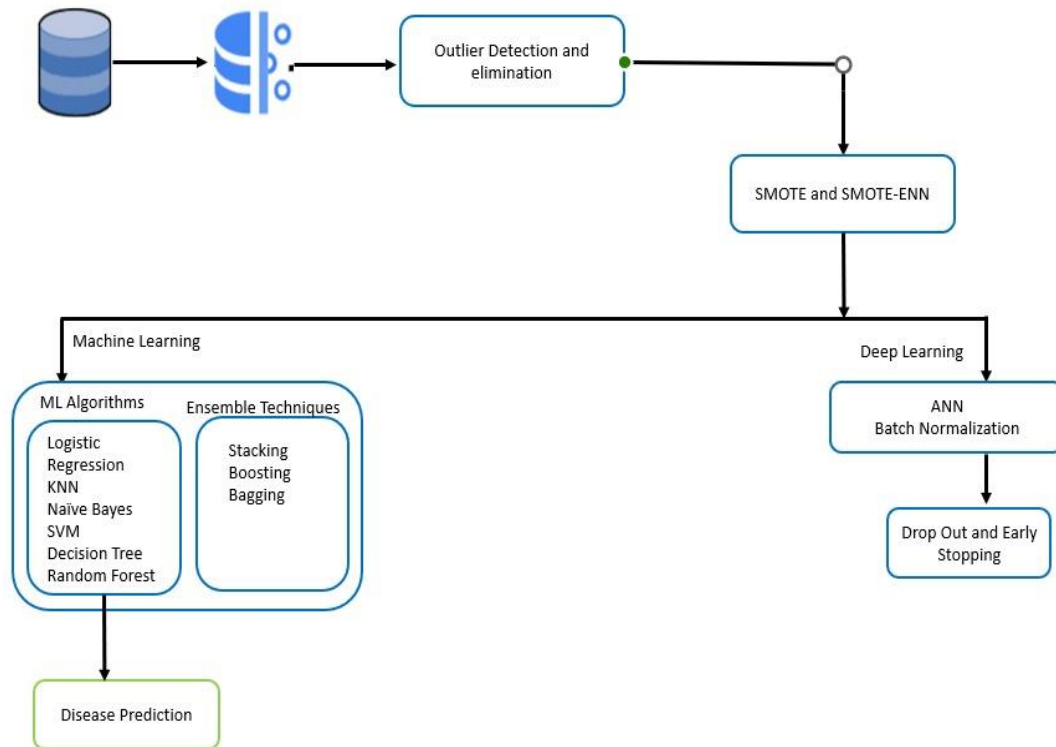 Outlier Detection and
elimination
SMOTE and SMOTE-ENN
Machine Learning
Deep Learning
ML Algorithms
Ensemble Techniques
Logistic
Regression
KNN
Naïve Bayes
SVM
Decision Tree
Random Forest
Stacking
Boosting
Bagging
ANN
Batch Normalization
Drop Out and Early
Stopping
Disease Prediction